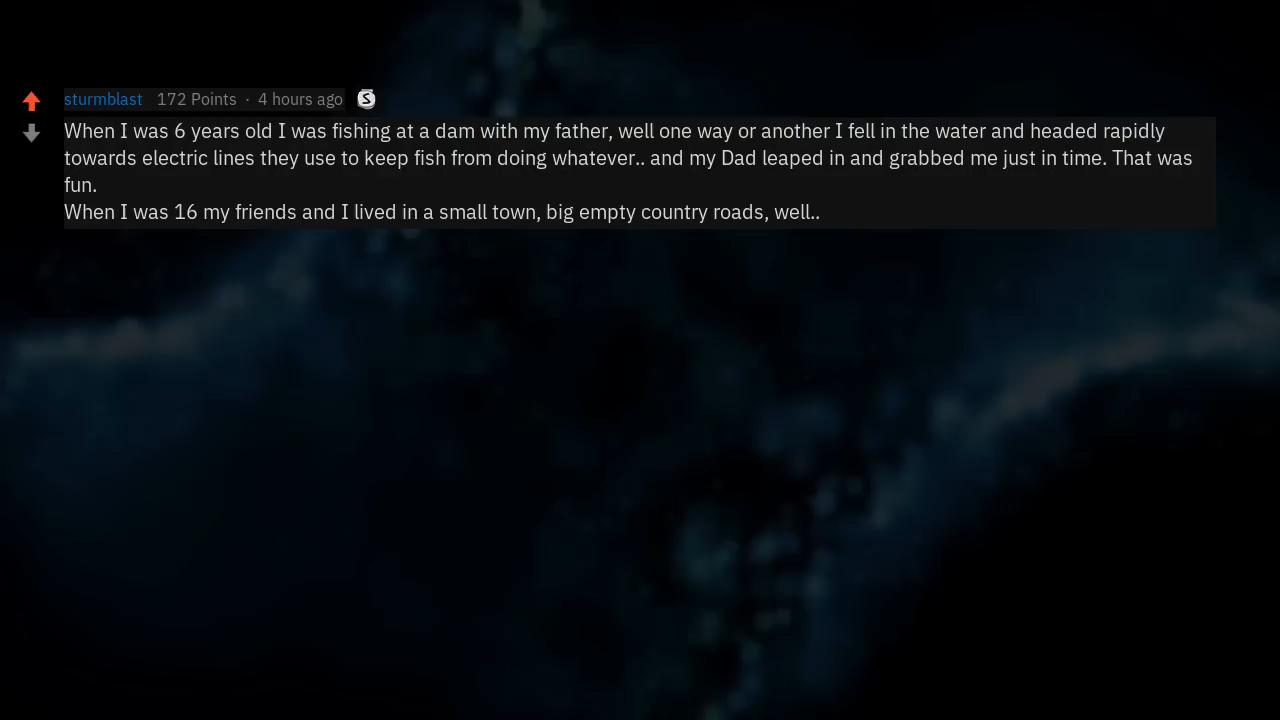 sturmblast 172 Points · 4 hours ago
When I was 6 years old I was fishing at a dam with my father, well one way or another I fell in the water and headed rapidly
towards electric lines they use to keep fish from doing whatever.. and my Dad leaped in and grabbed me just in time. That was
fun.
When I was 16 my friends and I lived in a small town, big empty country roads, well..